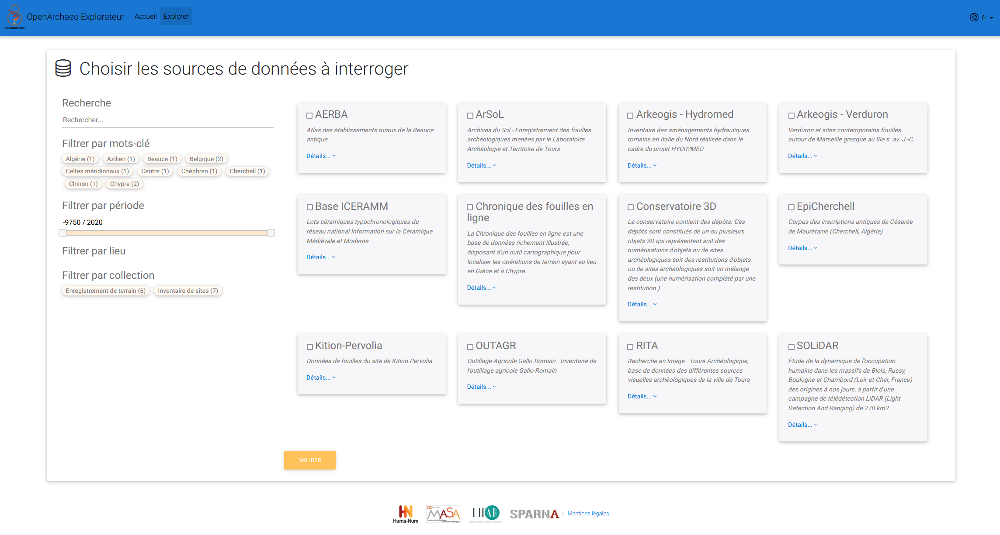 OpenArchaeo
OpenArchaeo Explorateur
Accueil
Explorer
fr
Choisir les sources de données à interroger
Recherche
Rechercher...
Filtrer par mots-clé
Algérie (1)
Azilien (1)
Beauce (1)
Belgique (2)
Celtes méridionaux (1)
Centre (1)
Chéphren (1)
Cherchell (1)
Chinon (1)
Chypre (2)
Filtrer par période
-9750 / 2020
Filtrer par lieu
Filtrer par collection
Enregistrement de terrain (6)
Inventaire de sites (7)
AERBA
Atlas des établissements ruraux de la Beauce
antique
Détails...
ArSoL
Archives du Sol - Enregistrement des fouilles
archéologiques menées par le Laboratoire
Archéologie et Territoire de Tours
Détails...
Arkeogis - Hydromed
Inventaire des aménagements hydrauliques
romains en Italie du Nord réalisée dans le
cadre du projet HYDR?MED
Détails...
Arkeogis - Verduron
Verduron et sites contemporains fouillés
autour de Marseille grecque au IIIe s. av. J.-C.
Détails...
Base ICERAMM
Lots céramiques typochronologiques du
réseau national Information sur la Céramique
Médiévale et Moderne
Détails...
Chronique des fouilles en
ligne
La Chronique des fouilles en ligne est une
base de données richement illustrée,
disposant d'un outil cartographique pour
localiser les opérations de terrain ayant eu lieu
en Grèce et à Chypre.
Détails...
Conservatoire 3D
Le conservatoire contient des dépôts. Ces
dépôts sont constitués de un ou plusieurs
objets 3D qui représentent soit des
numérisations d'objets ou de sites
archéologiques soit des restitutions d'objets
ou de sites archéologiques soit un mélange
des deux (une numérisation complété par une
restitution )
Détails...
EpiCherchell
Corpus des inscriptions antiques de Césarée
de Maurétanie (Cherchell, Algérie)
Détails...
Kition-Pervolia
Données de fouilles du site de Kition-Pervolia
Détails...
OUTAGR
Outillage Agricole Gallo-Romain - Inventaire de
l'outillage agricole Gallo-Romain
Détails...
RITA
Recherche en Image - Tours Archéologique,
base de données des différentes sources
visuelles archéologiques de la ville de Tours
Détails...
SOLiDAR
Étude de la dynamique de l'occupation
humaine dans les massifs de Blois, Russy,
Boulogne et Chambord (Loir-et-Cher, France)
des origines à nos jours, à partir d'une
campagne de télédétection LiDAR (Light
Detection And Ranging) de 270 km2
Détails...
VALIDER
HN
Huma-Num
MASA
LIFAT
SPARNA
| Mentions légales